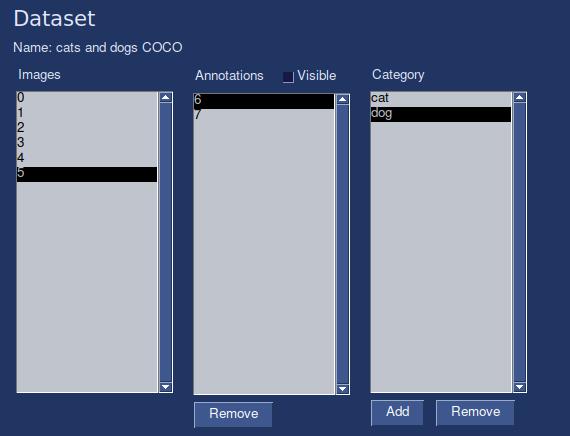 Dataset
Name: cats and dogs COCO
Images
0
1
2
3
4
5
Annotations
Visible
6
7
Remove
Category
cat
dog
Add
Remove